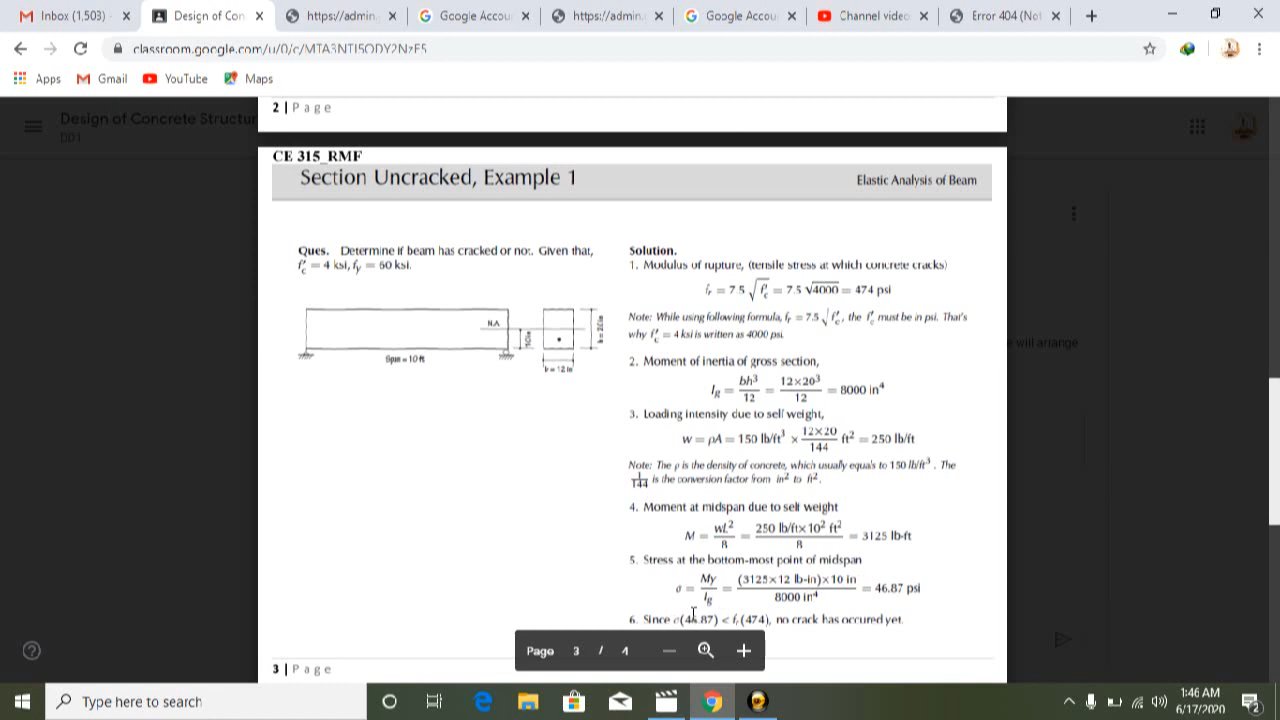 Inbox (1,503)
Design of Con
https://admin.
Google Accou
https://admin.
Google Accou
Channel video
Error 404 (Not
classroom.google.com/u/0/c/
Apps
Gmail
YouTube
Maps
2 | P a g e
Design of Concrete Structur
DD1
CE 315_RMF
Section Uncracked, Example 1
Elastic Analysis of Beam
Ques. Determine if beam has cracked or not. Given that,
f′c = 4 ksi, fy = 60 ksi.
NA
10in
h = 20in
Span = 10 ft
b = 12 in
Solution.
1. Modulus of rupture, (tensile stress at which concrete cracks)
fr = 7.5 √f′c = 7.5 √4000 = 474 psi
Note: While using following formula, fr = 7.5 √f′c, the f′c must be in psi. That's
why f′c = 4 ksi is written as 4000 psi.
2. Moment of inertia of gross section,
Ig = bh³/12 = 12×20³/12 = 8000 in⁴
3. Loading intensity due to self weight,
w = ρA = 150 lb/ft³ × 12×20/144 ft² = 250 lb/ft
Note: The ρ is the density of concrete, which usually equals to 150 lb/ft³ . The
1/144 is the conversion factor from in² to ft².
4. Moment at midspan due to self weight
M = wL²/8 = 250 lb/ft×10² ft²/8 = 3125 lb-ft
5. Stress at the bottom-most point of midspan
σ = My/Ig = (3125×12 lb-in)×10 in/8000 in⁴ = 46.87 psi
6. Since σ(46.87) < fr(474), no crack has occured yet.
e will arrange
Page 3 / 4
3 | P a g e
Type here to search
1:46 AM
6/17/2020
2